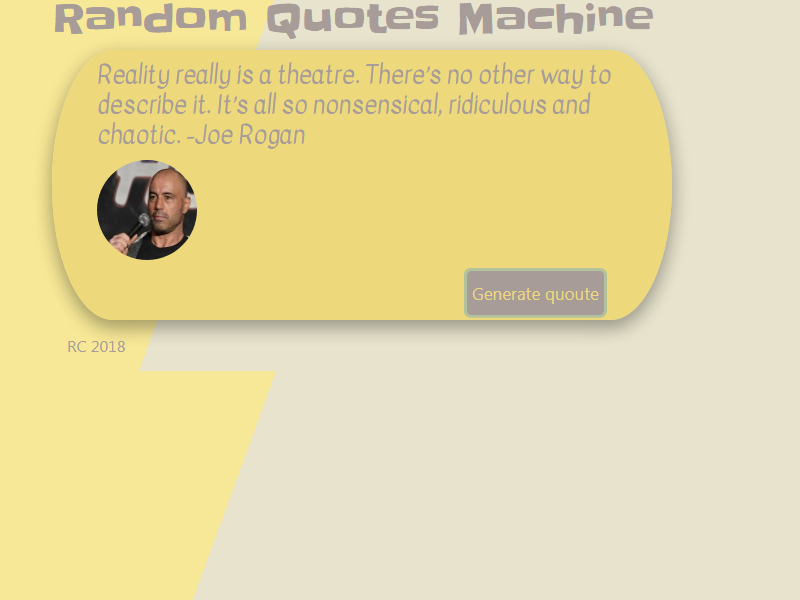 Random Quotes Machine
Reality really is a theatre. There's no other way to
describe it. It's all so nonsensical, ridiculous and
chaotic. -Joe Rogan
Generate quoute
RC 2018